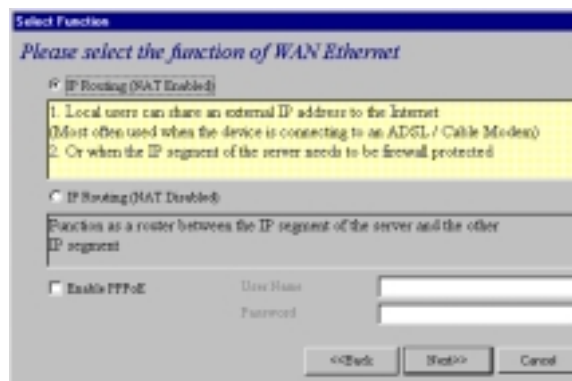 Select Function
Please select the function of WAN Ethernet
IP Routing (NAT Enabled)
1. Local users can share an external IP address to the Internet
(Most often used when the device is connecting to an ADSL / Cable Modem)
2. Or when the IP segment of the server needs to be firewall protected
IP Routing (NAT Disabled)
Function as a router between the IP segment of the server and the other
IP segment
Enable PPPoE
User Name
Password
<<Back
Next>>
Cancel